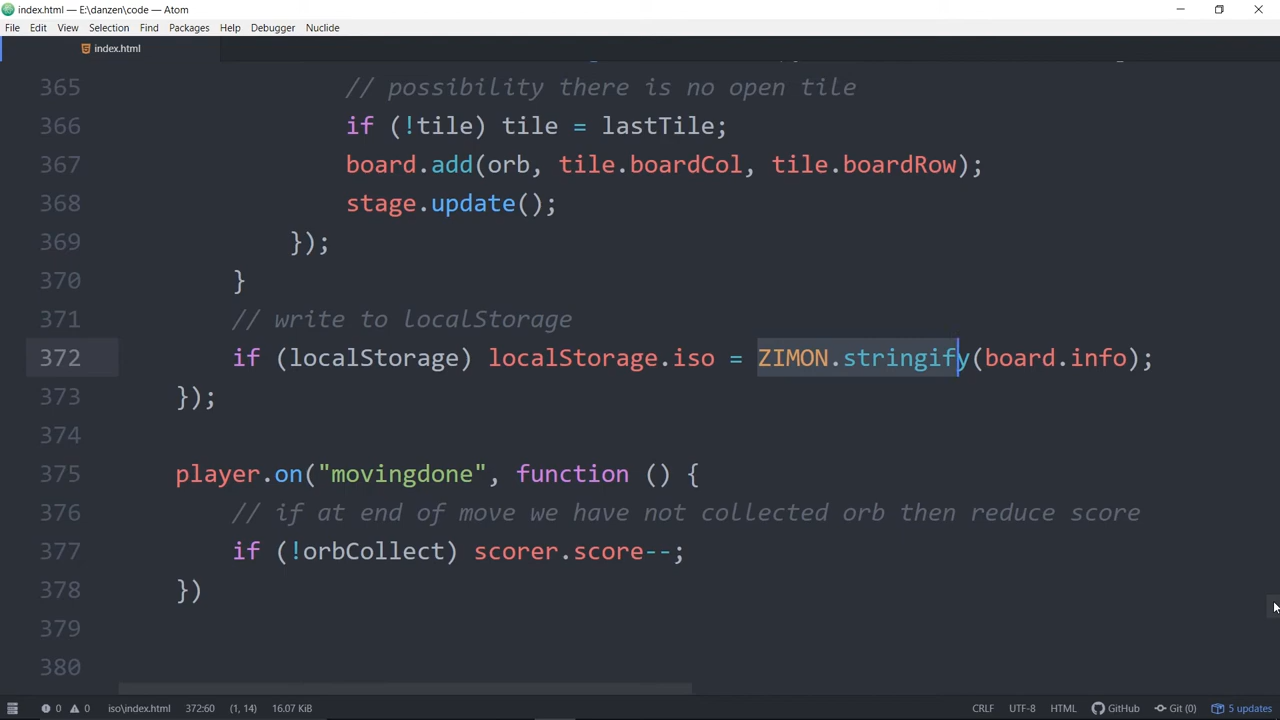 index.html — E:\danzen\code — Atom
File Edit View Selection Find Packages Help Debugger Nuclide
index.html
365 // possibility there is no open tile
366 if (!tile) tile = lastTile;
367 board.add(orb, tile.boardCol, tile.boardRow);
368 stage.update();
369 });
370 }
371 // write to localStorage
372 if (localStorage) localStorage.iso = ZIMON.stringify(board.info);
373 });
374
375 player.on("movingdone", function () {
376 // if at end of move we have not collected orb then reduce score
377 if (!orbCollect) scorer.score--;
378 })
379
380
0 0 iso\index.html 372:60 (1, 14) 16.07 KiB CRLF UTF-8 HTML GitHub Git (0) 5 updates